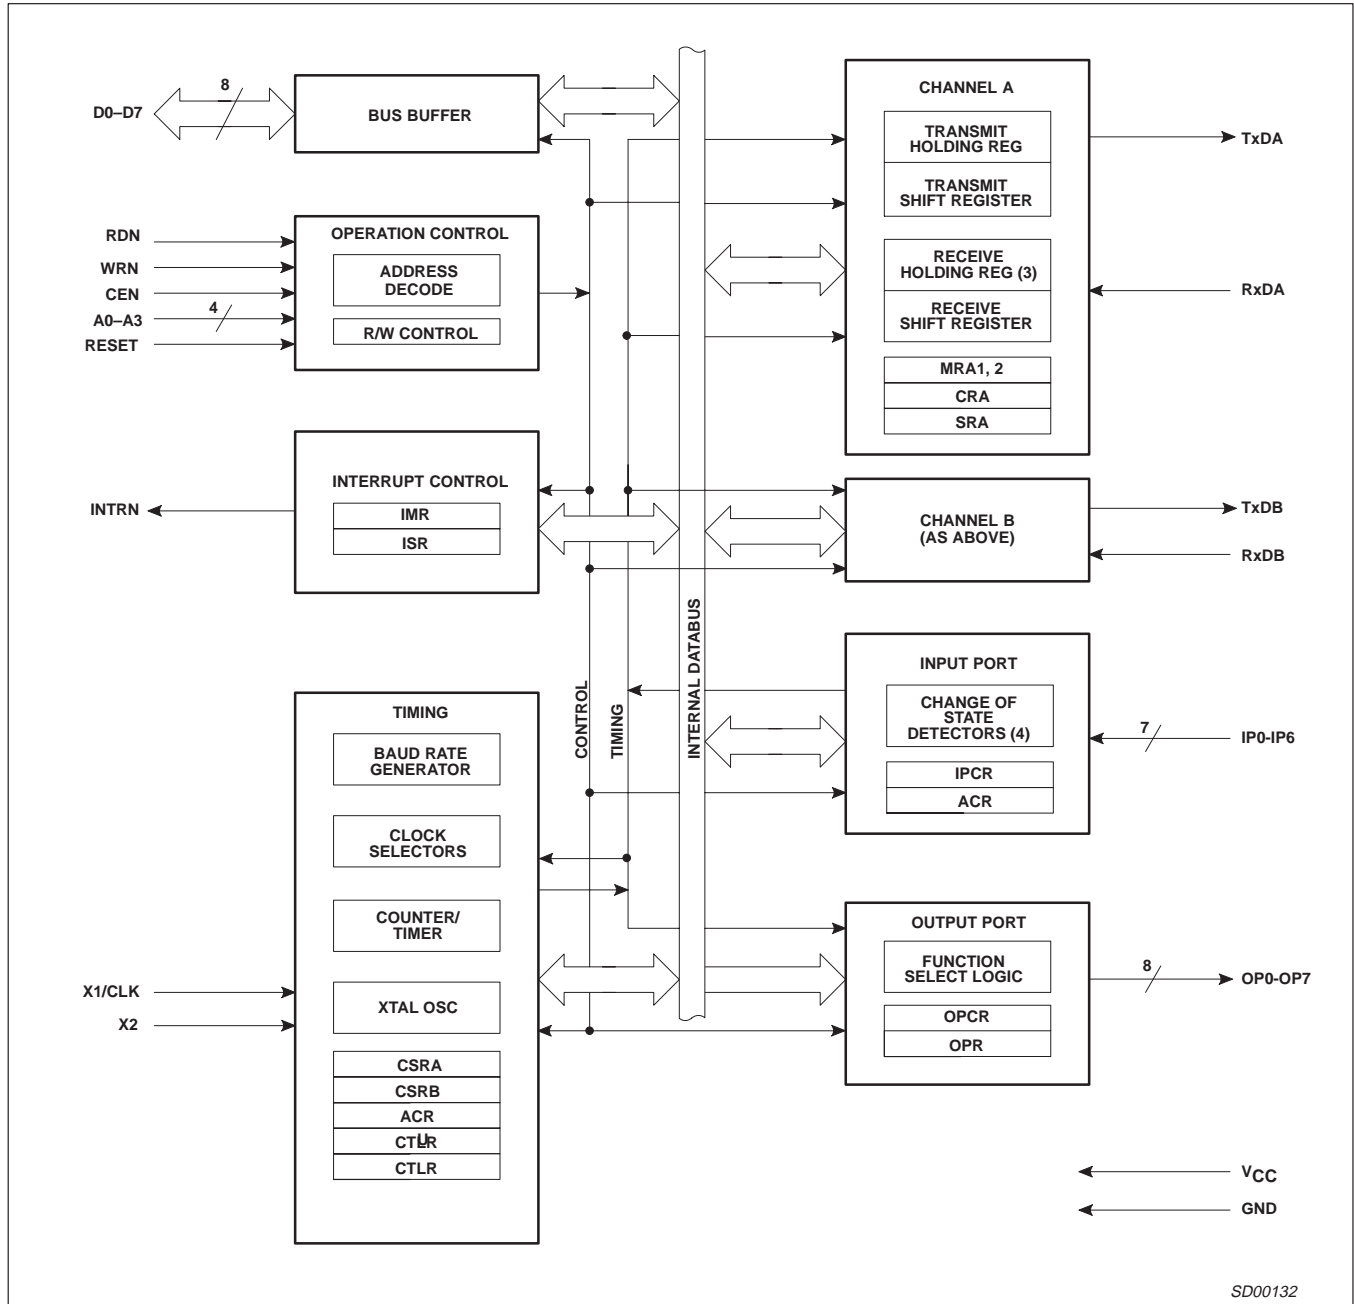 D0–D7
8
BUS BUFFER
RDN
WRN
CEN
A0–A3
4
RESET
OPERATION CONTROL
ADDRESS
DECODE
R/W CONTROL
INTRN
INTERRUPT CONTROL
IMR
ISR
TIMING
BAUD RATE
GENERATOR
CLOCK
SELECTORS
COUNTER/
TIMER
X1/CLK
X2
XTAL OSC
CSRA
CSRB
ACR
CTLR
CONTROL
TIMING
INTERNAL DATABUS
CHANNEL A
TRANSMIT
HOLDING REG
TRANSMIT
SHIFT REGISTER
RECEIVE
HOLDING REG (3)
RECEIVE
SHIFT REGISTER
MRA1, 2
CRA
SRA
TxDA
RxDA
CHANNEL B
(AS ABOVE)
TxDB
RxDB
INPUT PORT
CHANGE OF
STATE
DETECTORS (4)
IPCR
ACR
7
IP0-IP6
OUTPUT PORT
FUNCTION
SELECT LOGIC
OPCR
OPR
8
OP0-OP7
VCC
GND
SD00132